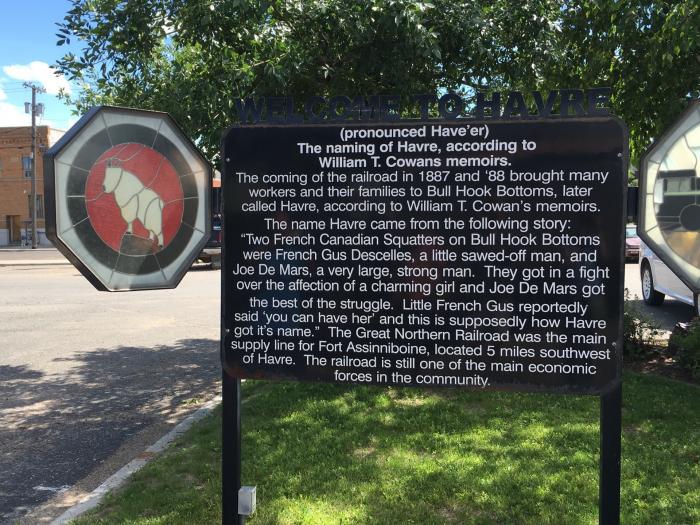 WELCOME TO HAVRE
(pronounced Have'er)
The naming of Havre, according to
William T. Cowans memoirs.
The coming of the railroad in 1887 and '88 brought many
workers and their families to Bull Hook Bottoms, later
called Havre, according to William T. Cowan's memoirs.
The name Havre came from the following story:
"Two French Canadian Squatters on Bull Hook Bottoms
were French Gus Descelles, a little sawed-off man, and
Joe De Mars, a very large, strong man. They got in a fight
over the affection of a charming girl and Joe De Mars got
the best of the struggle. Little French Gus reportedly
said 'you can have her' and this is supposedly how Havre
got it's name." The Great Northern Railroad was the main
supply line for Fort Assinniboine, located 5 miles southwest
of Havre. The railroad is still one of the main economic
forces in the community.